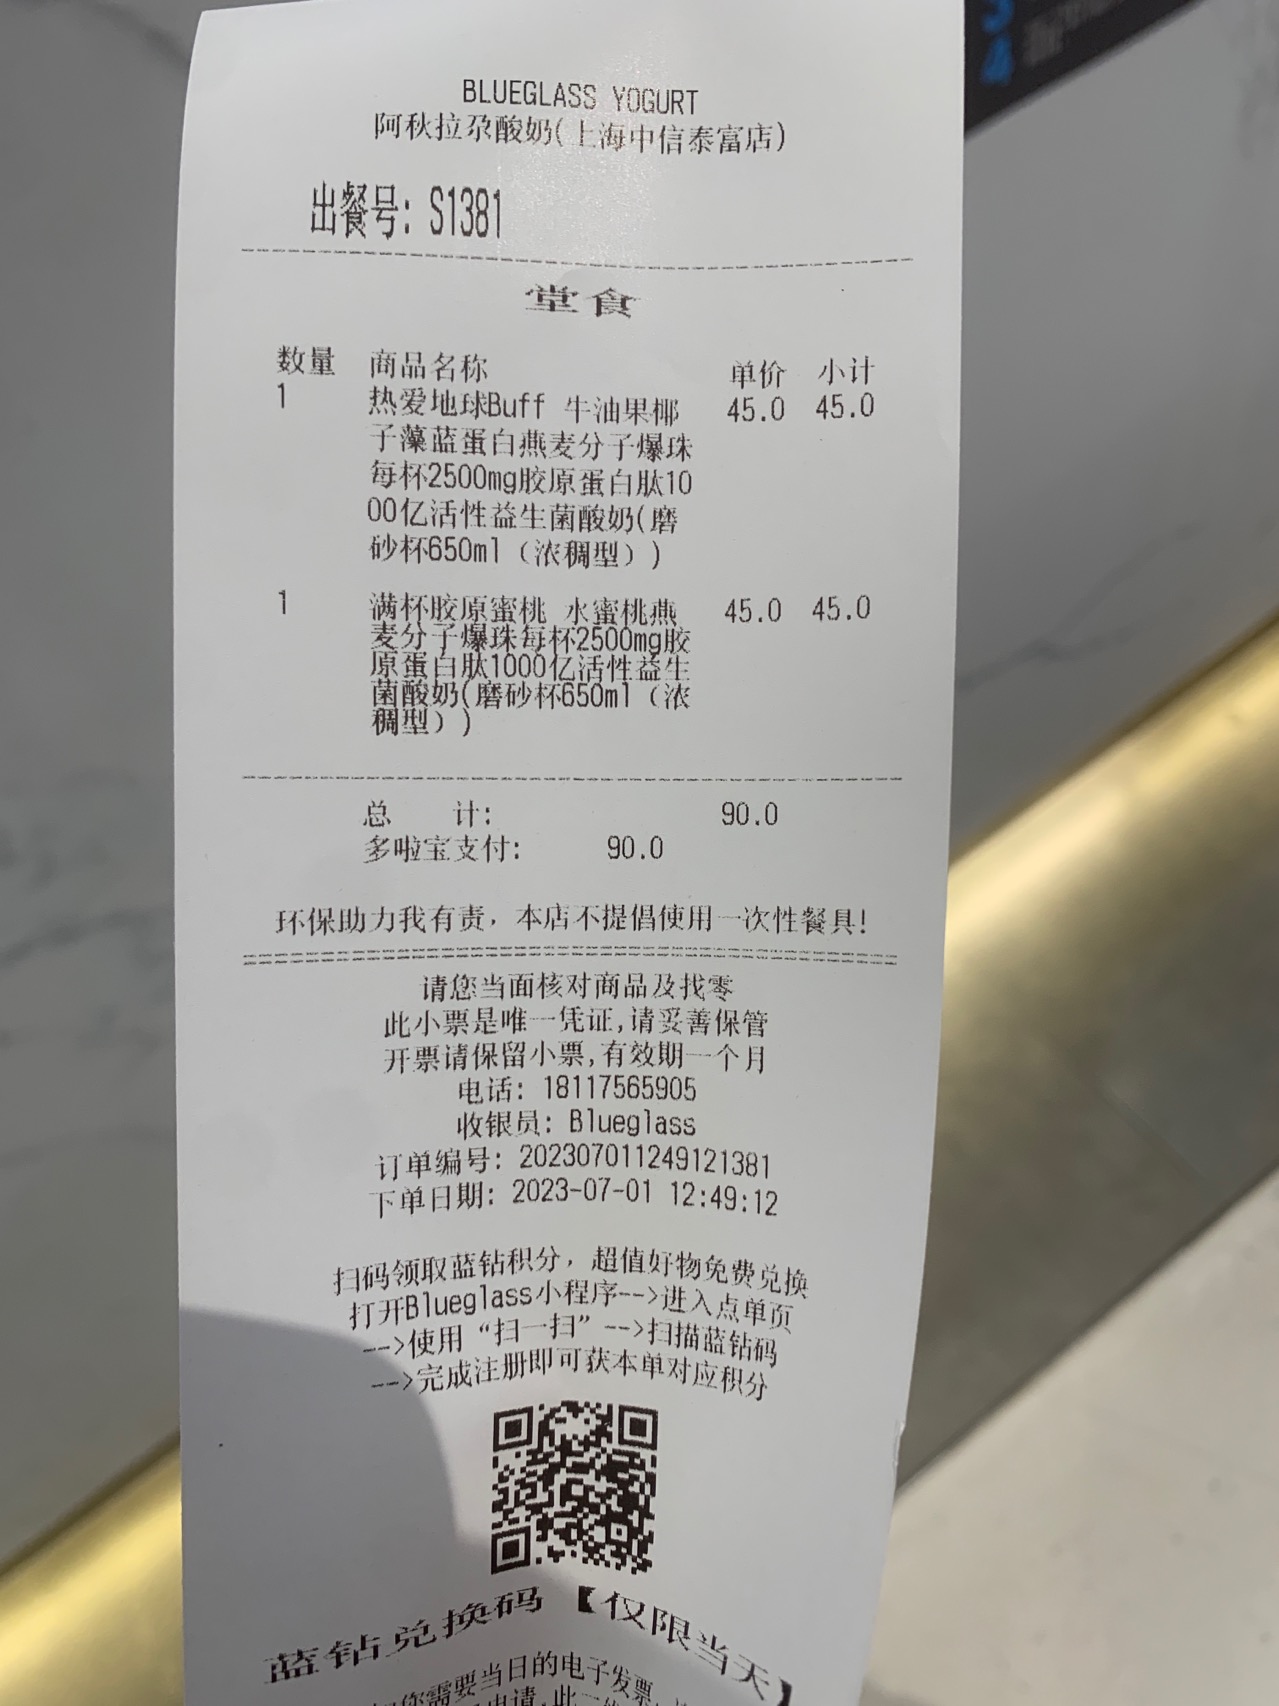 BLUEGLASS YOGURT
阿秋拉尕酸奶(上海中信泰富店)
出餐号: S1381
堂食
数量 商品名称 单价 小计
1 热爱地球Buff 牛油果椰 45.0 45.0
子藻蓝蛋白燕麦分子爆珠
每杯2500mg胶原蛋白肽10
00亿活性益生菌酸奶(磨
砂杯650ml（浓稠型）)
1 满杯胶原蜜桃 水蜜桃燕 45.0 45.0
麦分子爆珠每杯2500mg胶
原蛋白肽1000亿活性益生
菌酸奶(磨砂杯650ml（浓
稠型）)
总 计: 90.0
多啦宝支付: 90.0
环保助力我有责，本店不提倡使用一次性餐具!
请您当面核对商品及找零
此小票是唯一凭证,请妥善保管
开票请保留小票,有效期一个月
电话: 18117565905
收银员: Blueglass
订单编号: 202307011249121381
下单日期: 2023-07-01 12:49:12
扫码领取蓝钻积分，超值好物免费兑换
打开Blueglass小程序-->进入点单页
-->使用“扫一扫”-->扫描蓝钻码
-->完成注册即可获本单对应积分
蓝钻兑换码【仅限当天】
您需要当日的电子发票
申请,此一